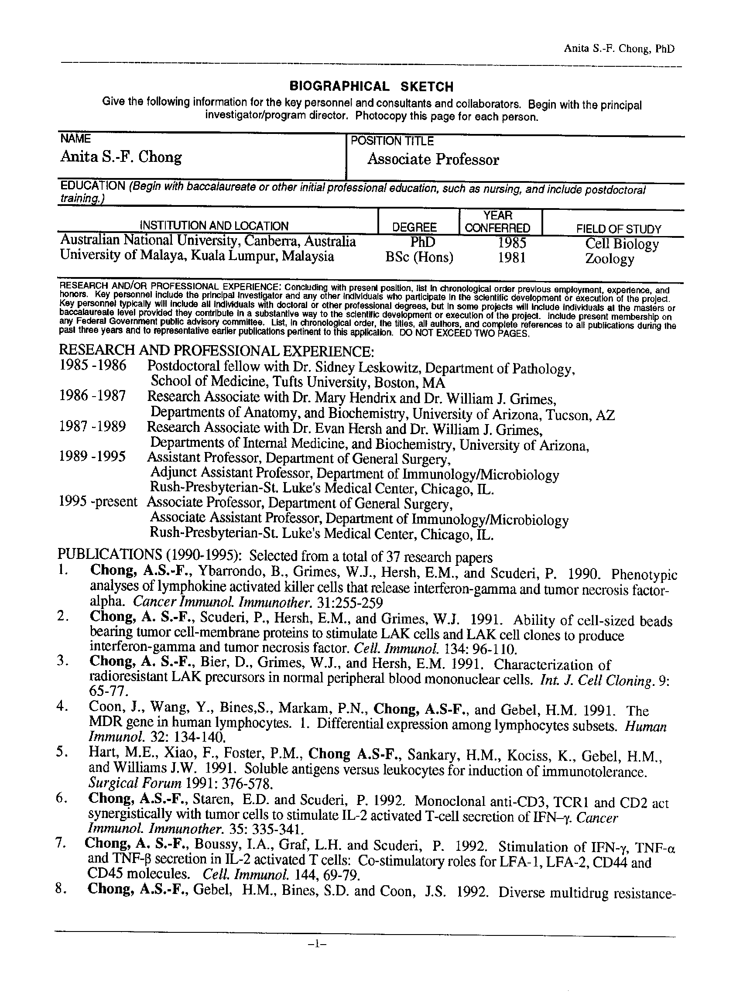 Anita S.-F. Chong, PhD
BIOGRAPHICAL SKETCH
Give the following information for the key personnel and consultants and collaborators. Begin with the principal
investigator/program director. Photocopy this page for each person.
NAME
POSITION TITLE
Anita S.-F. Chong
Associate Professor
EDUCATION (Begin with baccalaureate or other initial professional education, such as nursing, and include postdoctoral
training.)
INSTITUTION AND LOCATION
DEGREE
YEAR
CONFERRED
FIELD OF STUDY
Australian National University, Canberra, Australia PhD 1985 Cell Biology
University of Malaya, Kuala Lumpur, Malaysia BSc (Hons) 1981 Zoology
RESEARCH AND/OR PROFESSIONAL EXPERIENCE: Concluding with present position, list in chronological order previous employment, experience, and
honors. Key personnel include the principal investigator and any other individuals who participate in the scientific development or execution of the project.
Key personnel typically will include all individuals with doctoral or other professional degrees, but in some projects will include individuals at the masters or
baccalaureate level provided they contribute in a substantive way to the scientific development or execution of the project. Include present membership on
any Federal Government public advisory committee. List, in chronological order, the titles, all authors, and complete references to all publications during the
past three years and to representative earlier publications pertinent to this application. DO NOT EXCEED TWO PAGES.
RESEARCH AND PROFESSIONAL EXPERIENCE:
1985 -1986 Postdoctoral fellow with Dr. Sidney Leskowitz, Department of Pathology,
School of Medicine, Tufts University, Boston, MA
1986 -1987 Research Associate with Dr. Mary Hendrix and Dr. William J. Grimes,
Departments of Anatomy, and Biochemistry, University of Arizona, Tucson, AZ
1987 -1989 Research Associate with Dr. Evan Hersh and Dr. William J. Grimes,
Departments of Internal Medicine, and Biochemistry, University of Arizona,
1989 -1995 Assistant Professor, Department of General Surgery,
Adjunct Assistant Professor, Department of Immunology/Microbiology
Rush-Presbyterian-St. Luke's Medical Center, Chicago, IL.
1995 -present Associate Professor, Department of General Surgery,
Associate Assistant Professor, Department of Immunology/Microbiology
Rush-Presbyterian-St. Luke's Medical Center, Chicago, IL.
PUBLICATIONS (1990-1995): Selected from a total of 37 research papers
1. Chong, A.S.-F., Ybarrondo, B., Grimes, W.J., Hersh, E.M., and Scuderi, P. 1990. Phenotypic
analyses of lymphokine activated killer cells that release interferon-gamma and tumor necrosis factor-
alpha. Cancer Immunol. Immunother. 31:255-259
2. Chong, A. S.-F., Scuderi, P., Hersh, E.M., and Grimes, W.J. 1991. Ability of cell-sized beads
bearing tumor cell-membrane proteins to stimulate LAK cells and LAK cell clones to produce
interferon-gamma and tumor necrosis factor. Cell. Immunol. 134: 96-110.
3. Chong, A. S.-F., Bier, D., Grimes, W.J., and Hersh, E.M. 1991. Characterization of
radioresistant LAK precursors in normal peripheral blood mononuclear cells. Int. J. Cell Cloning. 9:
65-77.
4. Coon, J., Wang, Y., Bines,S., Markam, P.N., Chong, A.S-F., and Gebel, H.M. 1991. The
MDR gene in human lymphocytes. 1. Differential expression among lymphocytes subsets. Human
Immunol. 32: 134-140.
5. Hart, M.E., Xiao, F., Foster, P.M., Chong A.S-F., Sankary, H.M., Kociss, K., Gebel, H.M.,
and Williams J.W. 1991. Soluble antigens versus leukocytes for induction of immunotolerance.
Surgical Forum 1991: 376-578.
6. Chong, A.S.-F., Staren, E.D. and Scuderi, P. 1992. Monoclonal anti-CD3, TCR1 and CD2 act
synergistically with tumor cells to stimulate IL-2 activated T-cell secretion of IFN–γ. Cancer
Immunol. Immunother. 35: 335-341.
7. Chong, A. S.-F., Boussy, I.A., Graf, L.H. and Scuderi, P. 1992. Stimulation of IFN-γ, TNF-α
and TNF-β secretion in IL-2 activated T cells: Co-stimulatory roles for LFA-1, LFA-2, CD44 and
CD45 molecules. Cell. Immunol. 144, 69-79.
8. Chong, A.S.-F., Gebel, H.M., Bines, S.D. and Coon, J.S. 1992. Diverse multidrug resistance-
–1–